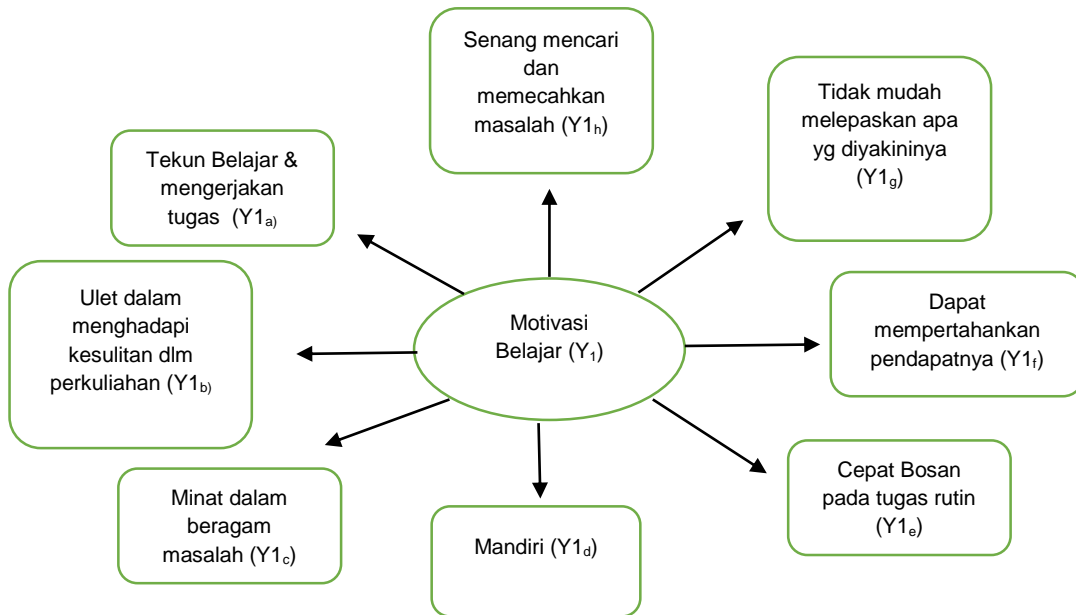 Senang mencari
dan
memecahkan
masalah (Y1h)
Tidak mudah
melepaskan apa
yg diyakininya
(Y1g)
Tekun Belajar &
mengerjakan
tugas (Y1a)
Ulet dalam
menghadapi
kesulitan dlm
perkuliahan (Y1b)
Motivasi
Belajar (Y1)
Dapat
mempertahankan
pendapatnya (Y1f)
Minat dalam
beragam
masalah (Y1c)
Mandiri (Y1d)
Cepat Bosan
pada tugas rutin
(Y1e)